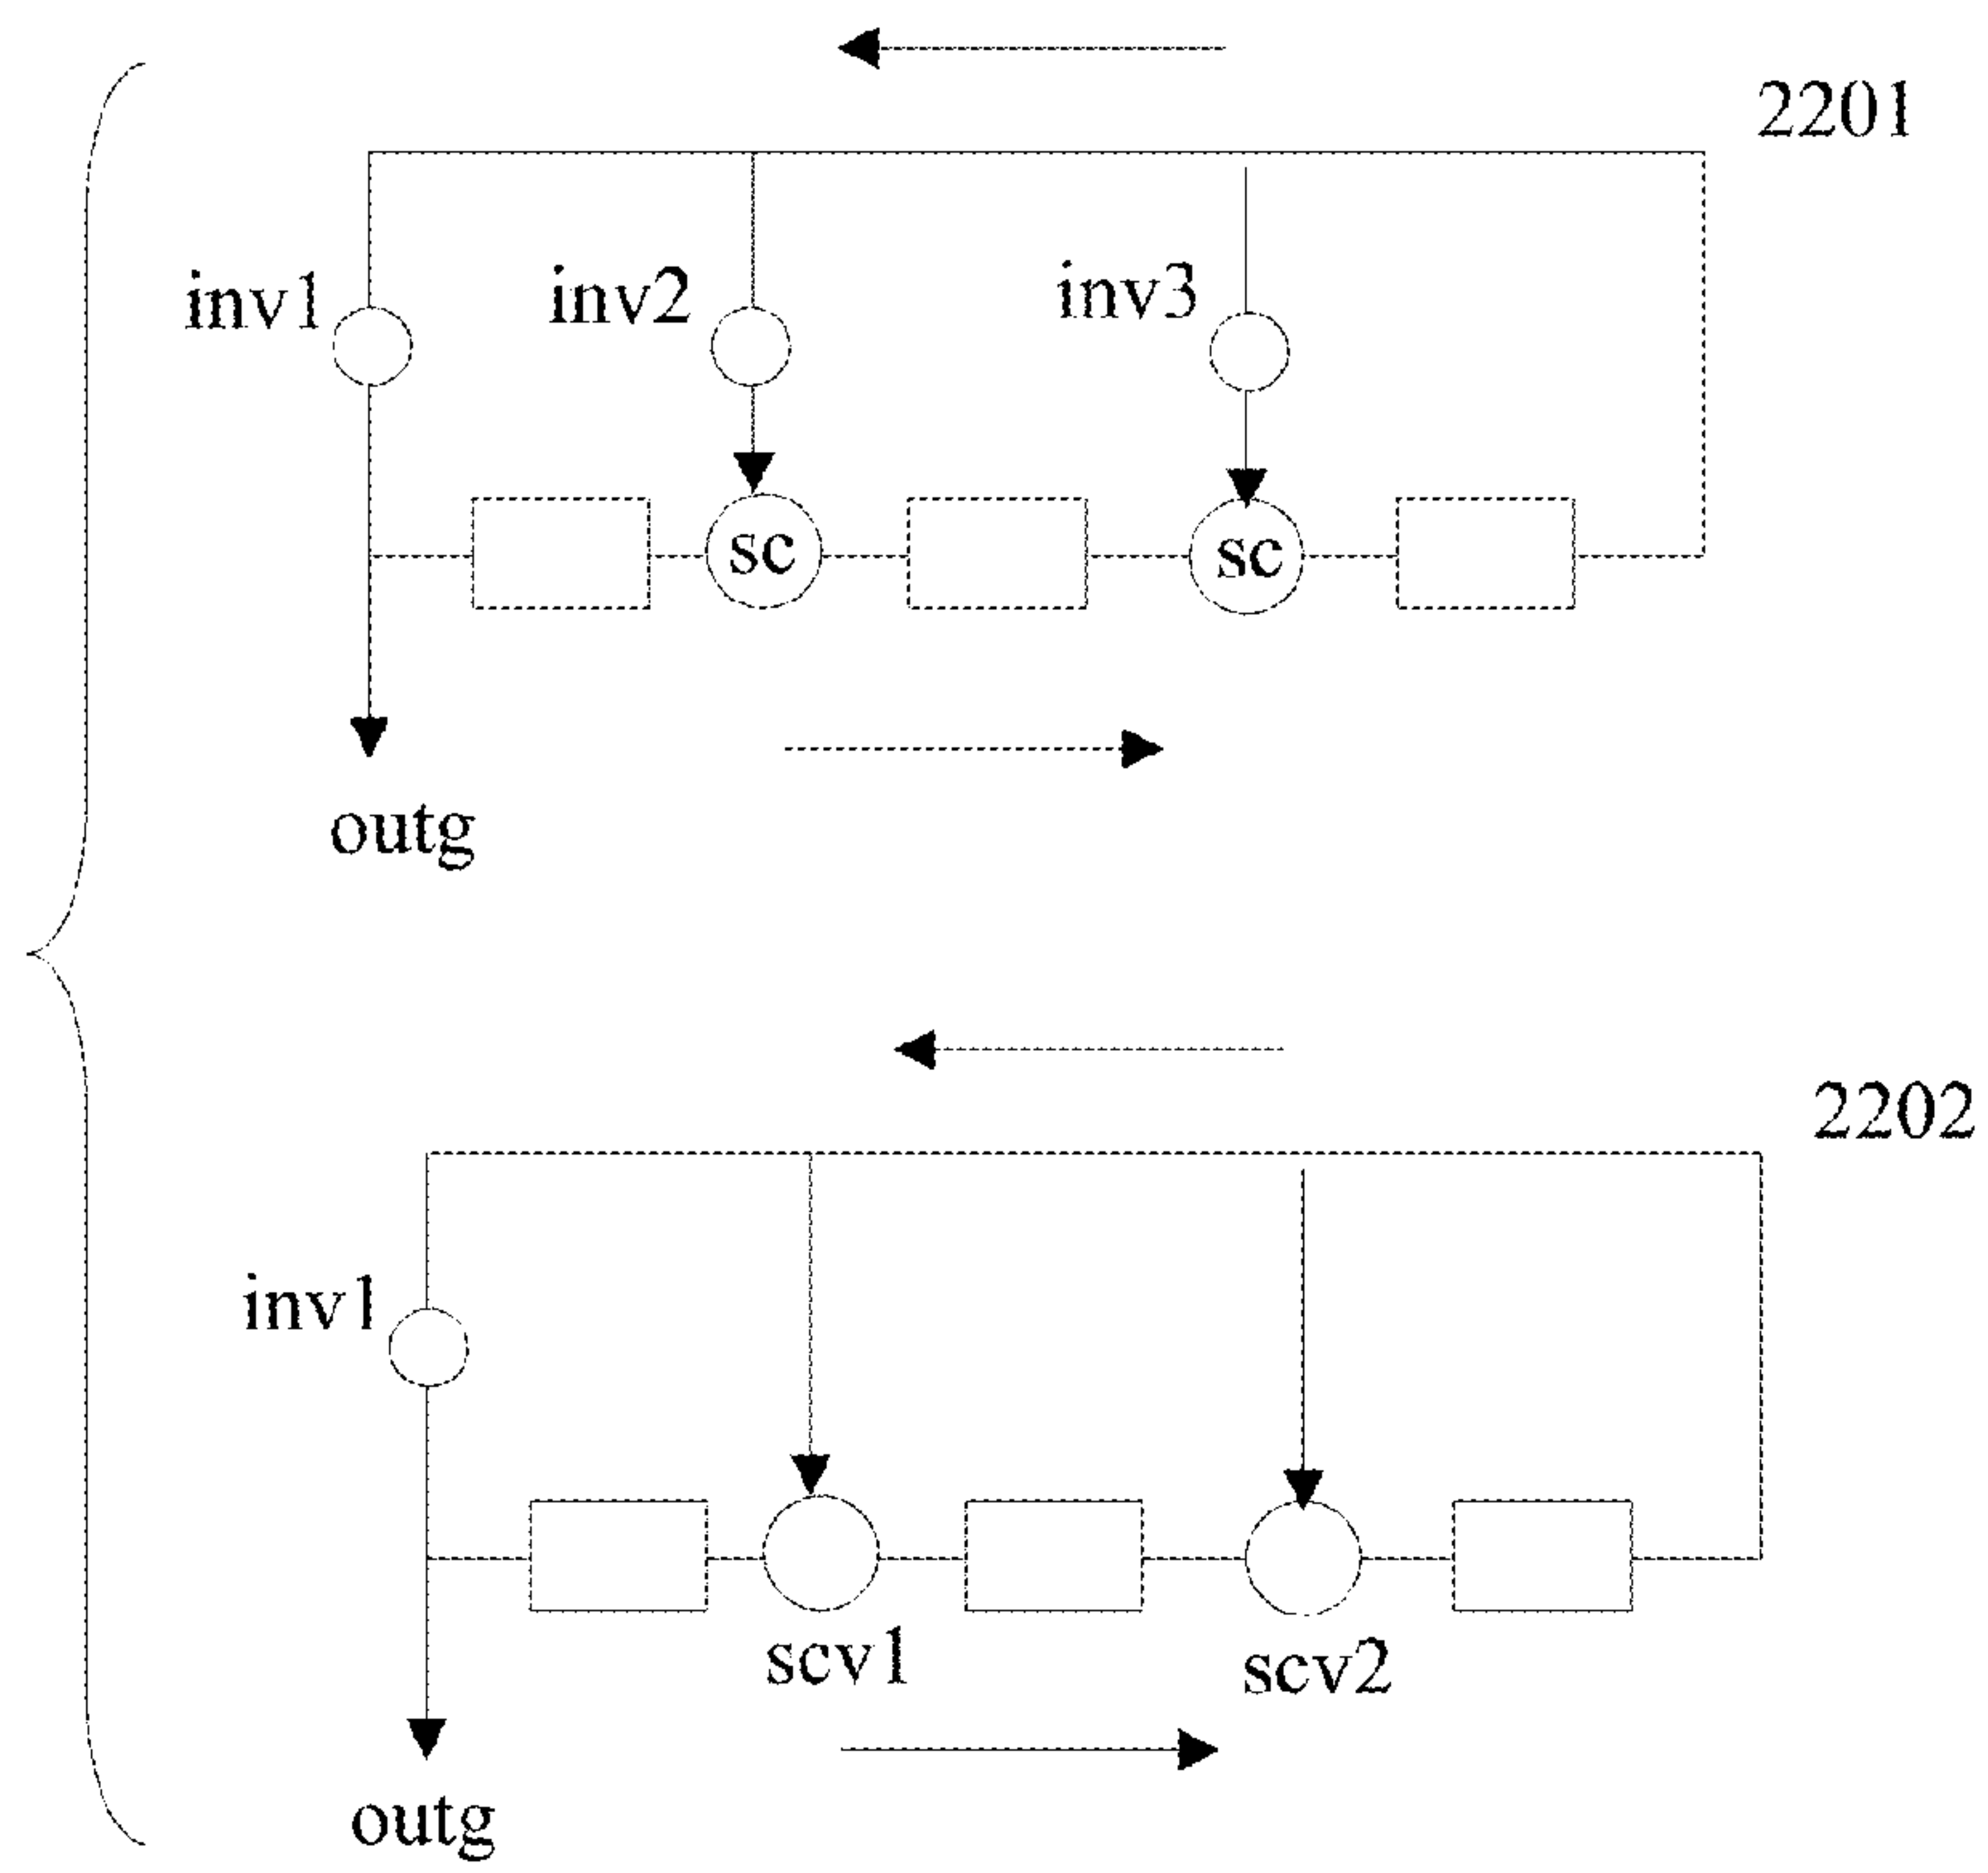 2201
inv1 inv2 inv3
sc sc
outg
2202
inv1
scv1 scv2
outg